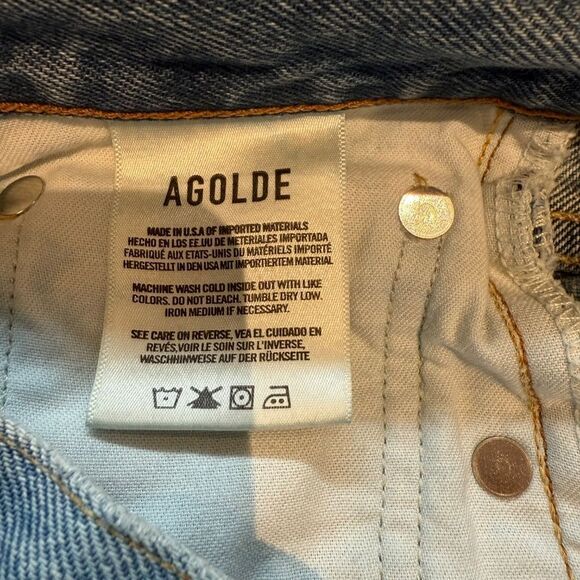 AGOLDE
MADE IN U.S.A OF IMPORTED MATERIALS
HECHO EN LOS EE.UU DE METERIALES IMPORTADA
FABRIQUÉ AUX ETATS-UNIS DU MATÉRIELS IMPORTÉ
HERGESTELLT IN DEN USA MIT IMPORTIERTEM MATERIAL
MACHINE WASH COLD INSIDE OUT WITH LIKE
COLORS. DO NOT BLEACH. TUMBLE DRY LOW.
IRON MEDIUM IF NECESSARY.
SEE CARE ON REVERSE, VEA EL CUIDADO EN
REVÉS,VOIR LE SOIN SUR L'INVERSE,
WASCHHINWEISE AUF DER RÜCKSEITE